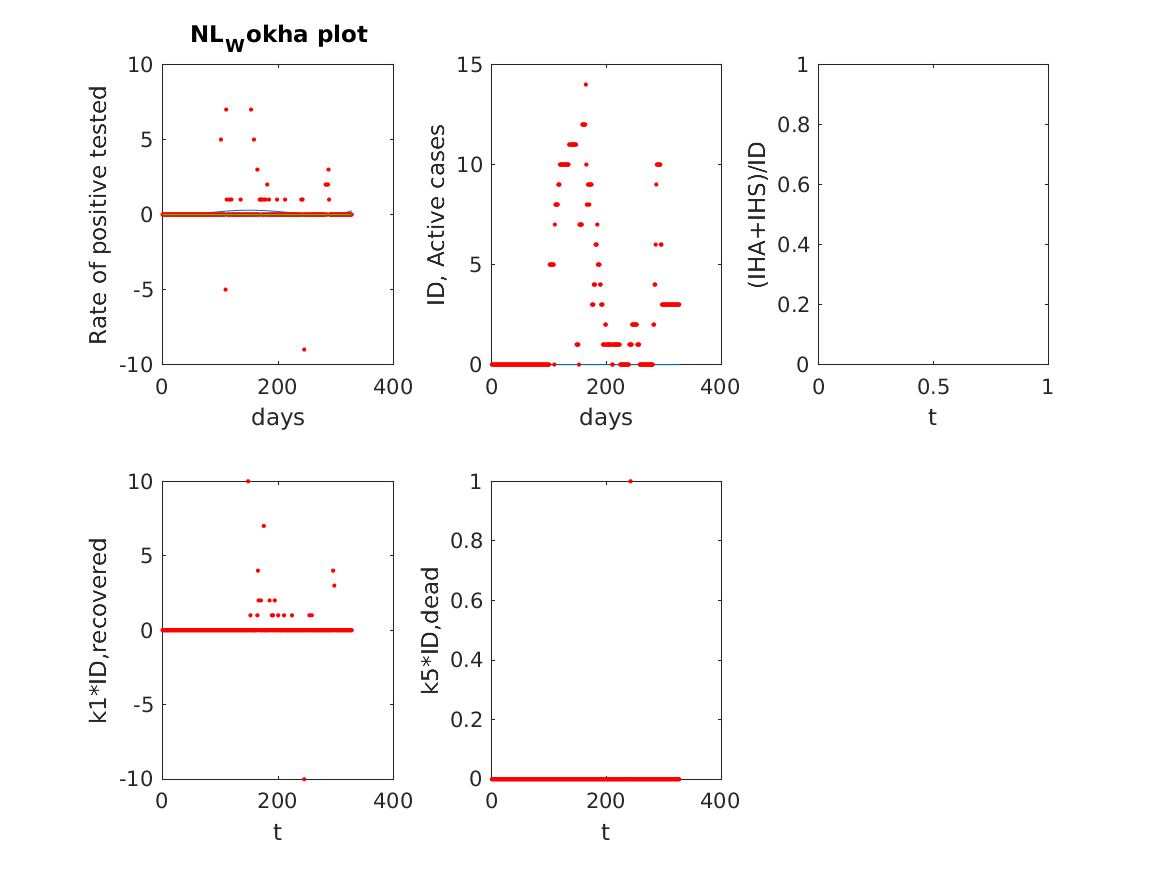 NL_Wokha plot
10
5
0
-5
-10
Rate of positive tested
0 200 400
days
15
10
5
0
ID, Active cases
0 200 400
days
1
0.8
0.6
0.4
0.2
0
(IHA+IHS)/ID
0 0.5 1
t
10
5
0
-5
-10
k1*ID,recovered
0 200 400
t
1
0.8
0.6
0.4
0.2
0
k5*ID,dead
0 200 400
t